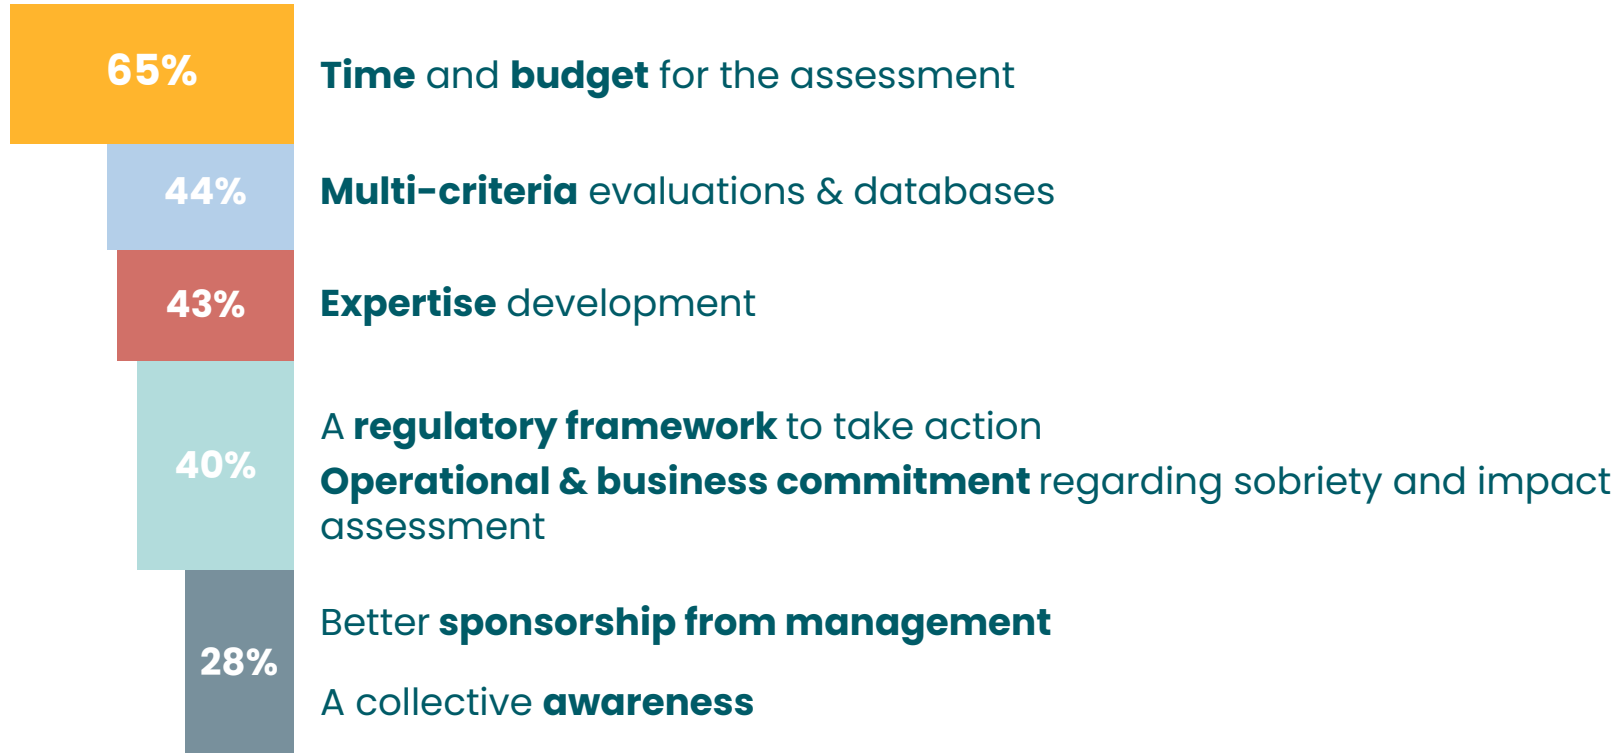 65%
Time and budget for the assessment
44%
Multi-criteria evaluations & databases
43%
Expertise development
40%
A regulatory framework to take action
Operational & business commitment regarding sobriety and impact
assessment
28%
Better sponsorship from management
A collective awareness